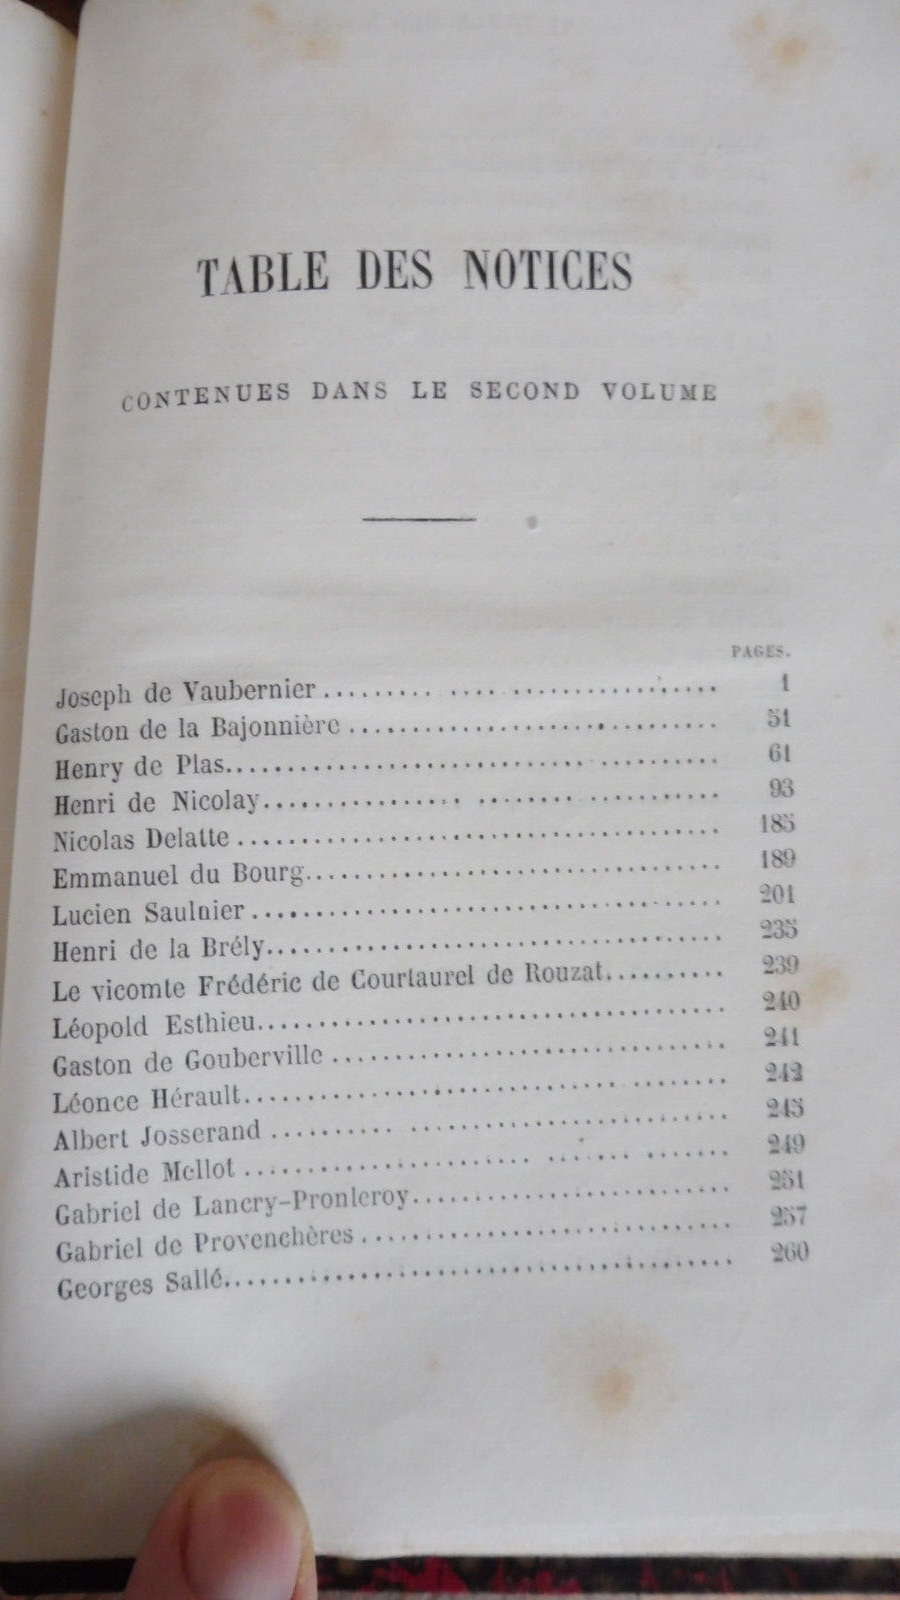 TABLE DES NOTICES
CONTENUES DANS LE SECOND VOLUME
PAGES.
Joseph de Vaubernier 1
Gaston de la Bajonnière 51
Henry de Plas 61
Henri de Nicolay 93
Nicolas Delatte 185
Emmanuel du Bourg 189
Lucien Saulnier 201
Henri de la Brély 235
Le vicomte Frédéric de Courtaurel de Rouzat 239
Léopold Esthieu 240
Gaston de Gouberville 241
Léonce Hérault 242
Albert Josserand 245
Aristide Mellot 249
Gabriel de Lancry-Pronleroy 251
Gabriel de Provenchères 257
Georges Sallé 260